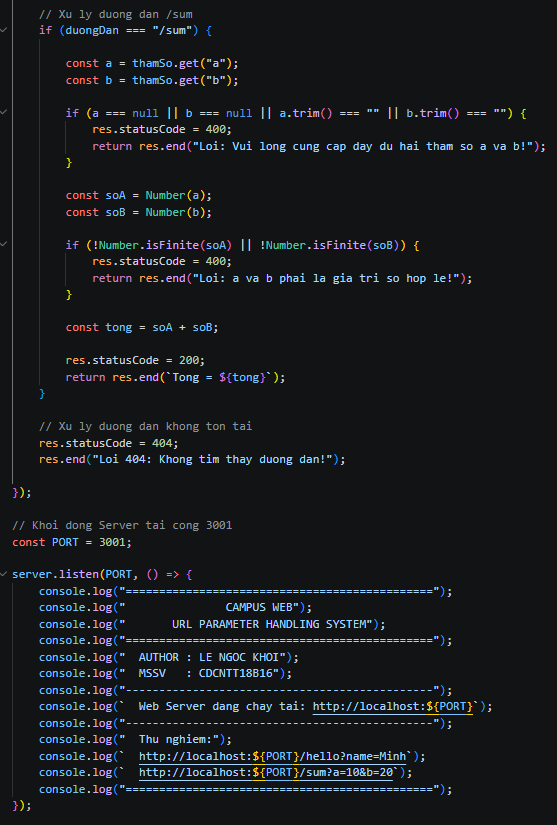 // Xu ly duong dan /sum
if (duongDan === "/sum") {
const a = thamSo.get("a");
const b = thamSo.get("b");
if (a === null || b === null || a.trim() === "" || b.trim() === "") {
res.statusCode = 400;
return res.end("Loi: Vui long cung cap day du hai tham so a va b!");
}
const soA = Number(a);
const soB = Number(b);
if (!Number.isFinite(soA) || !Number.isFinite(soB)) {
res.statusCode = 400;
return res.end("Loi: a va b phai la gia tri so hop le!");
}
const tong = soA + soB;
res.statusCode = 200;
return res.end(`Tong = ${tong}`);
}
// Xu ly duong dan khong ton tai
res.statusCode = 404;
res.end("Loi 404: Khong tim thay duong dan!");
});
// Khoi dong Server tai cong 3001
const PORT = 3001;
server.listen(PORT, () => {
console.log("==============================================");
console.log("               CAMPUS WEB");
console.log("       URL PARAMETER HANDLING SYSTEM");
console.log("==============================================");
console.log("  AUTHOR : LE NGOC KHOI");
console.log("  MSSV   : CDCNTT18B16");
console.log("----------------------------------------------");
console.log(`  Web Server dang chay tai: http://localhost:${PORT}`);
console.log("----------------------------------------------");
console.log("  Thu nghiem:");
console.log(`  http://localhost:${PORT}/hello?name=Minh`);
console.log(`  http://localhost:${PORT}/sum?a=10&b=20`);
console.log("==============================================");
});